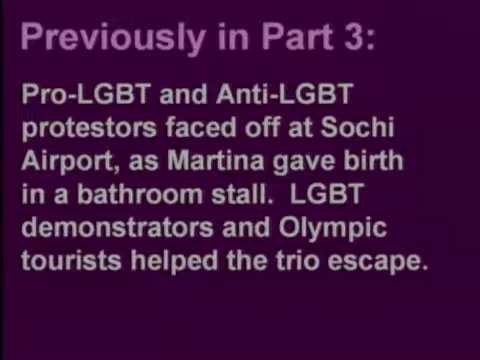 Previously in Part 3:
Pro-LGBT and Anti-LGBT
protestors faced off at Sochi
Airport, as Martina gave birth
in a bathroom stall.  LGBT
demonstrators and Olympic
tourists helped the trio escape.